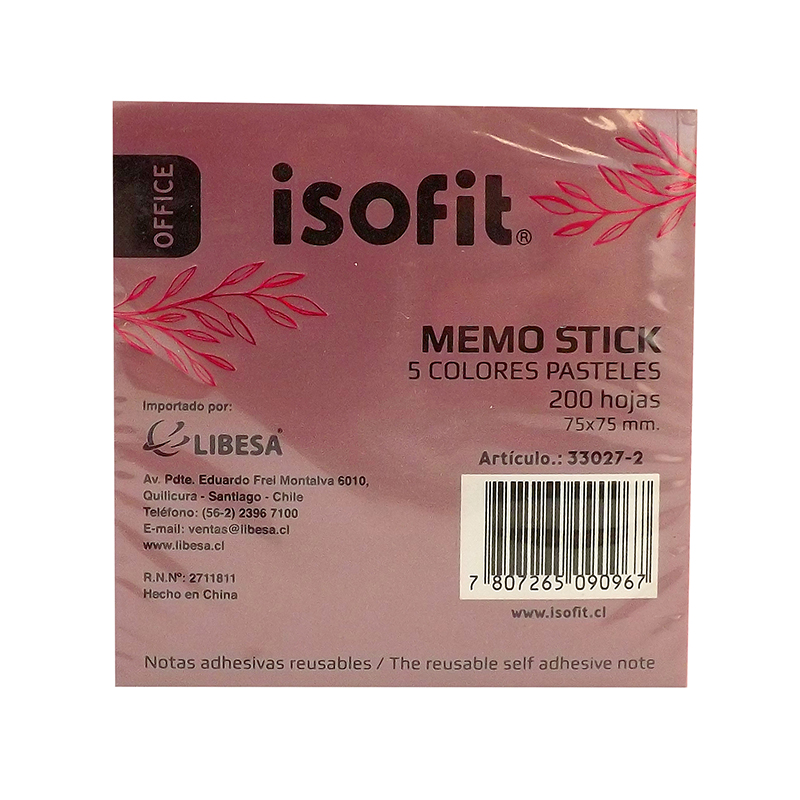 OFFICE
isofit®
MEMO STICK
5 COLORES PASTELES
200 hojas
75x75 mm.
Importado por:
LIBESA®
Av. Pdte. Eduardo Frei Montalva 6010,
Quilicura - Santiago - Chile
Teléfono: (56-2) 2396 7100
E-mail: ventas@libesa.cl
www.libesa.cl
R.N.Nº: 2711811
Hecho en China
Artículo.: 33027-2
7 807265 090967
www.isofit.cl
Notas adhesivas reusables / The reusable self adhesive note